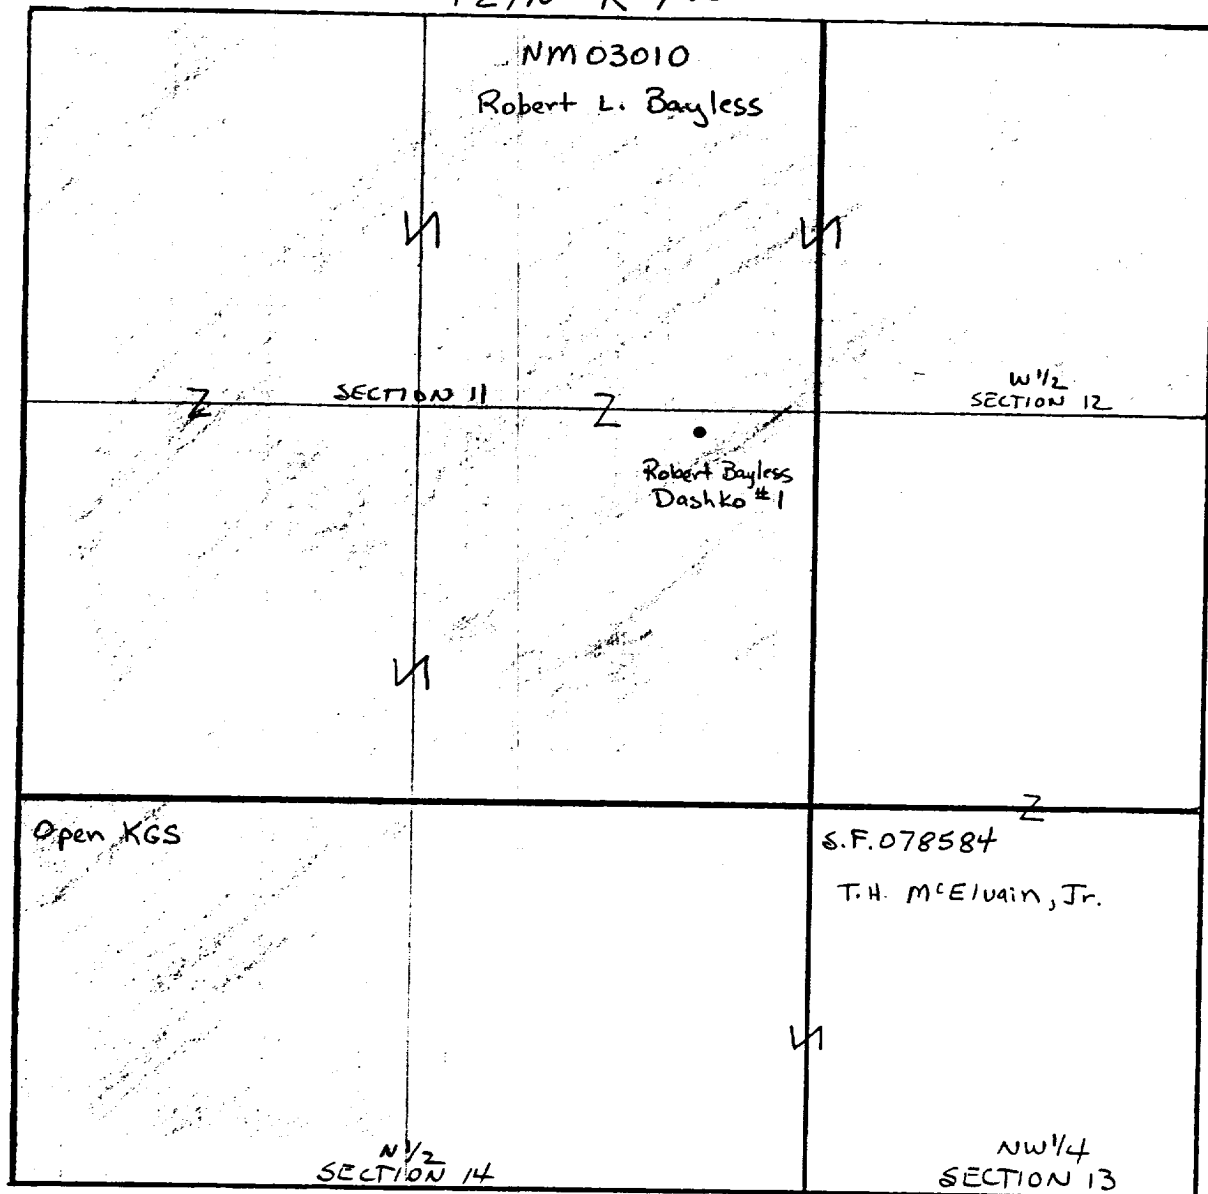 NM 03010
Robert L. Bayless
SECTION 11
W 1/2
SECTION 12
Robert Bayless
Dashko #1
Open KGS
S.F. 078584
T.H. McElvain, Jr.
N 1/2
SECTION 14
NW 1/4
SECTION 13